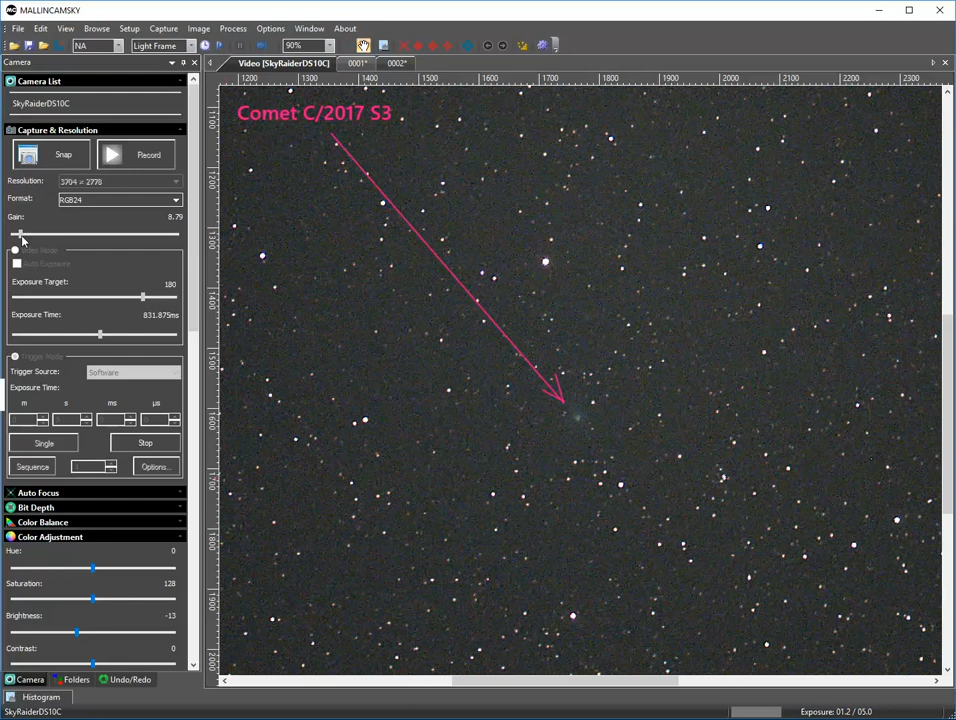 MALLINCAMSKY
File Edit View Browse Setup Capture Image Process Options Window About
NA Light Frame 90%
Camera
Video [SkyRaiderDS10C] 0001* 0002*
Camera List
SkyRaiderDS10C
Capture & Resolution
Snap Record
Resolution: 3704 × 2778
Format: RGB24
Gain: 8.79
Auto Exposure
Exposure Target: 180
Exposure Time: 831.875ms
Trigger Mode
Trigger Source: Software
Exposure Time:
m s ms µs
Single Stop
Sequence 1 Options...
Auto Focus
Bit Depth
Color Balance
Color Adjustment
Hue: 0
Saturation: 128
Brightness: -13
Contrast: 0
Camera Folders Undo/Redo
Histogram
SkyRaiderDS10C
1200 1300 1400 1500 1600 1700 1800 1900 2000 2100 2200 2300
1100
1200
1300
1400
1500
1600
1700
1800
1900
2000
Comet C/2017 S3
Exposure: 01.2 / 05.0